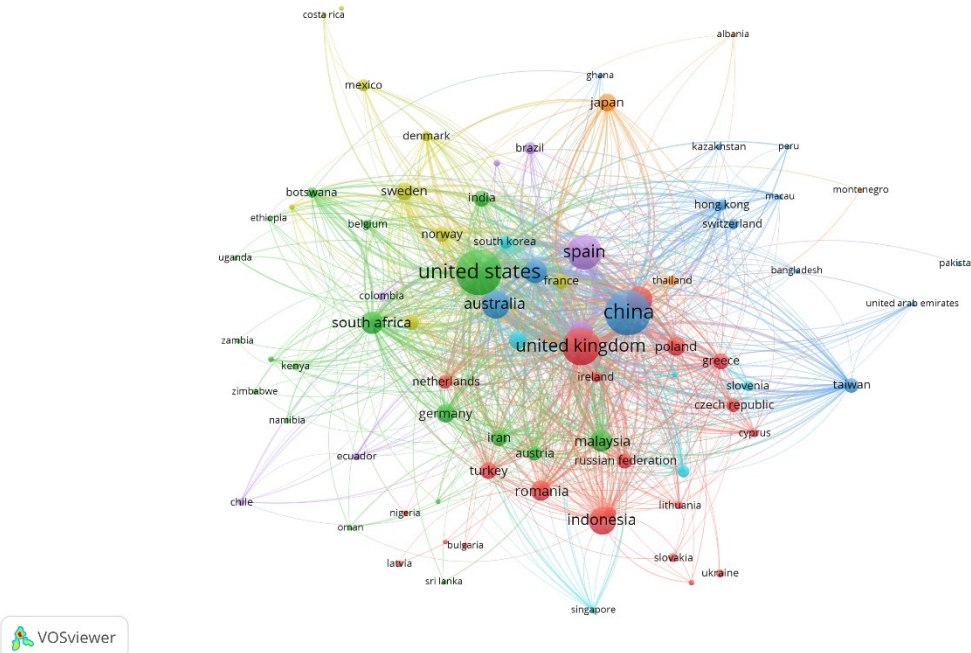 costa rica
albania
ghana
mexico
japan
denmark
brazil
kazakhstan
peru
botswana
sweden
india
macau
montenegro
hong kong
ethiopia
belgium
switzerland
norway
south korea
spain
uganda
pakista
united states
bangladesh
france
thailand
colombia
australia
united arab emirates
china
south africa
zambia
united kingdom
poland
greece
kenya
ireland
netherlands
slovenia
taiwan
zimbabwe
czech republic
germany
namibia
cyprus
iran
malaysia
austria
ecuador
russian federation
turkey
romania
chile
lithuania
nigeria
indonesia
oman
bulgaria
latvia
slovakia
ukraine
sri lanka
singapore
VOSviewer